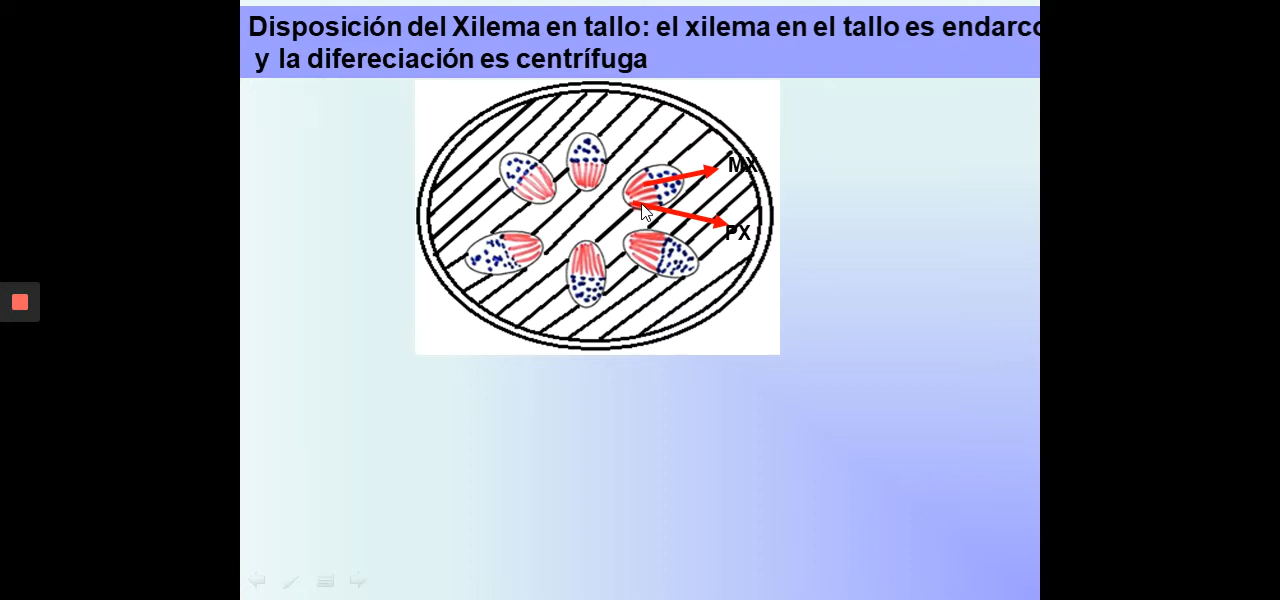 Disposición del Xilema en tallo: el xilema en el tallo es endarco
y la difereciación es centrífuga
MX
PX